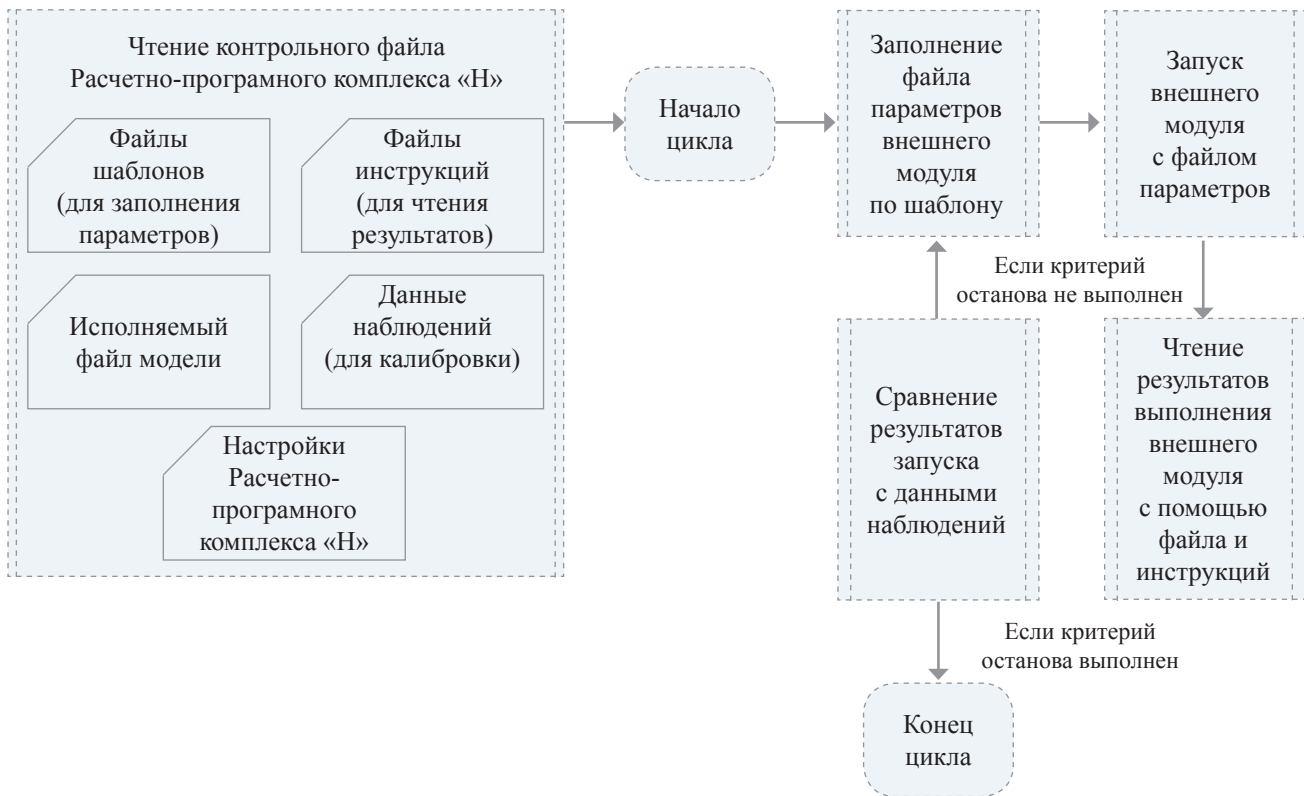 Чтение контрольного файла
Расчетно-програмного комплекса «Н»
Файлы
шаблонов
(для заполнения
параметров)
Файлы
инструкций
(для чтения
результатов)
Исполняемый
файл модели
Данные
наблюдений
(для калибровки)
Настройки
Расчетно-
програмного
комплекса «Н»
Начало
цикла
Заполнение
файла
параметров
внешнего
модуля
по шаблону
Запуск
внешнего
модуля
с файлом
параметров
Если критерий
останова не выполнен
Сравнение
результатов
запуска
с данными
наблюдений
Чтение
результатов
выполнения
внешнего
модуля
с помощью
файла и
инструкций
Если критерий
останова выполнен
Конец
цикла